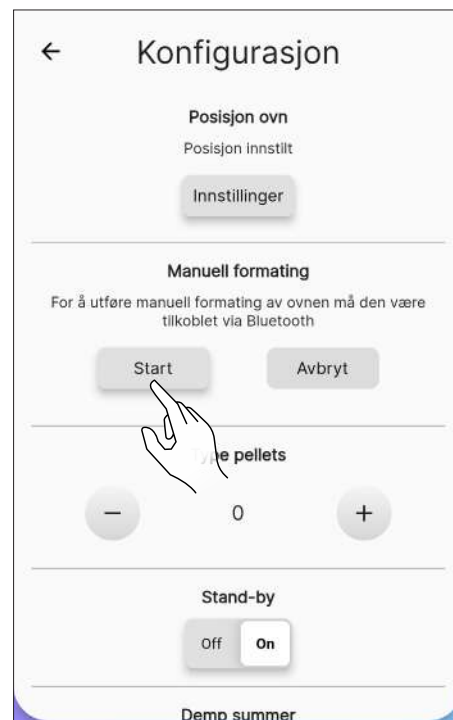 Konfigurasjon
Posisjon ovn
Posisjon innstilt
Innstillinger
Manuell formating
For å utføre manuell formating av ovnen må den være
tilkoblet via Bluetooth
Start Avbryt
Type pellets
− 0 +
Stand-by
Off On
Demp summer